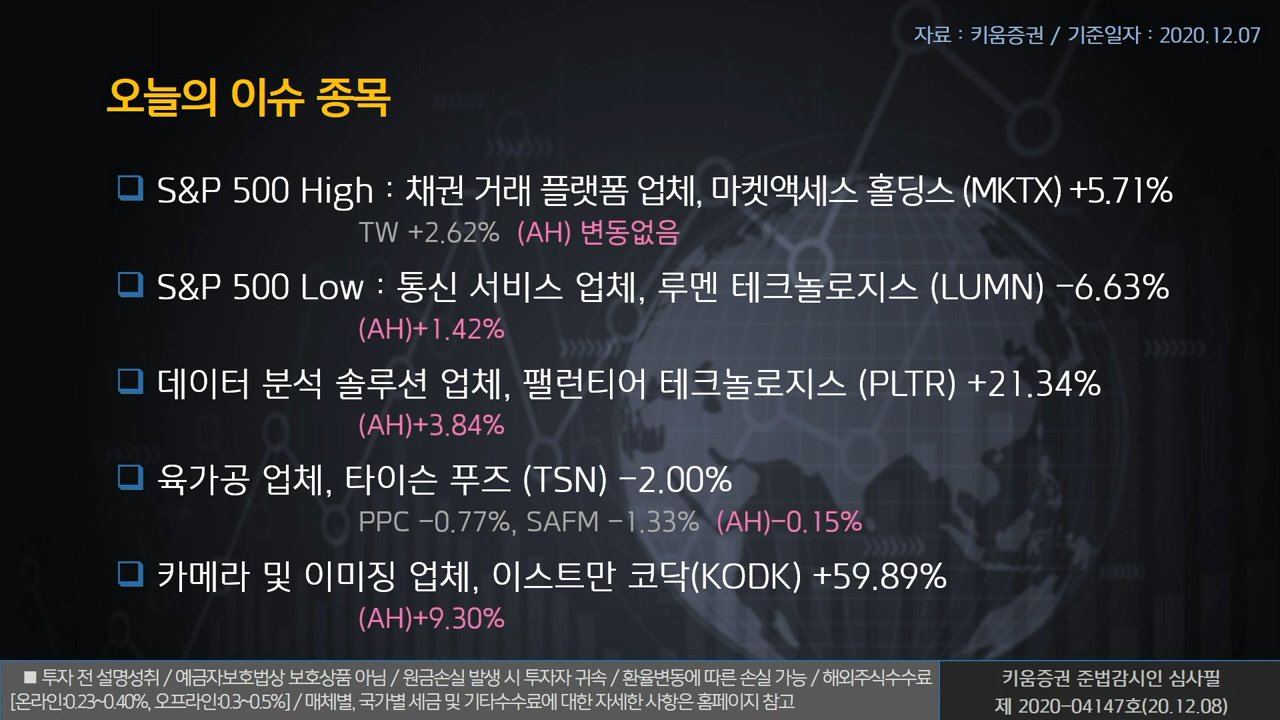 자료 : 키움증권 / 기준일자 : 2020.12.07
오늘의 이슈 종목
❑ S&P 500 High : 채권 거래 플랫폼 업체, 마켓액세스 홀딩스 (MKTX) +5.71%
TW +2.62% (AH) 변동없음
❑ S&P 500 Low : 통신 서비스 업체, 루멘 테크놀로지스 (LUMN) -6.63%
(AH)+1.42%
❑ 데이터 분석 솔루션 업체, 팰런티어 테크놀로지스 (PLTR) +21.34%
(AH)+3.84%
❑ 육가공 업체, 타이슨 푸즈 (TSN) -2.00%
PPC -0.77%, SAFM -1.33% (AH)-0.15%
❑ 카메라 및 이미징 업체, 이스트만 코닥(KODK) +59.89%
(AH)+9.30%
■ 투자 전 설명성취 / 예금자보호법상 보호상품 아님 / 원금손실 발생 시 투자자 귀속 / 환율변동에 따른 손실 가능 / 해외주식수수료
[온라인:0.23~0.40%, 오프라인:0.3~0.5%] / 매체별, 국가별 세금 및 기타수수료에 대한 자세한 사항은 홈페이지 참고
키움증권 준법감시인 심사필
제 2020-04147호(20.12.08)